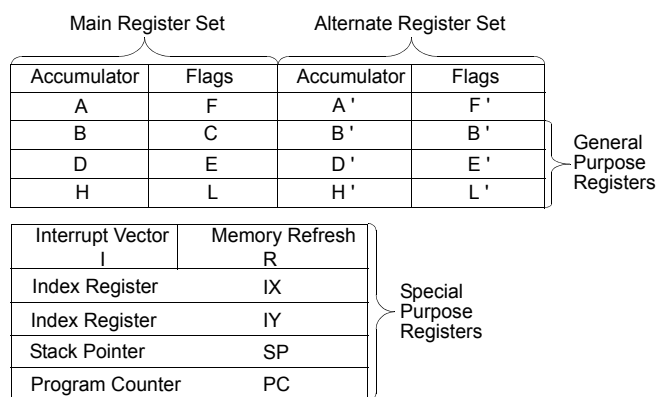 Main Register Set Alternate Register Set
Accumulator Flags Accumulator Flags
A F A ' F '
B C B ' B '
D E D ' E '
H L H ' L '
General
Purpose
Registers
Interrupt Vector Memory Refresh
I R
Index Register IX
Index Register IY
Stack Pointer SP
Program Counter PC
Special
Purpose
Registers